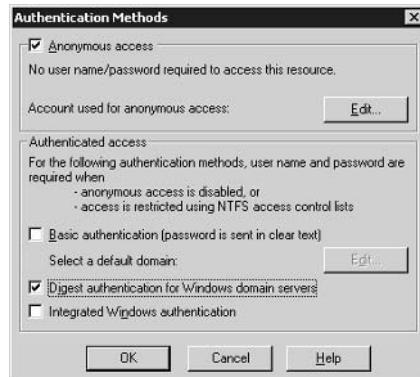 Authentication Methods
Anonymous access
No user name/password required to access this resource.
Account used for anonymous access:
Edit...
Authenticated access
For the following authentication methods, user name and password are
required when
- anonymous access is disabled, or
- access is restricted using NTFS access control lists
Basic authentication (password is sent in clear text)
Select a default domain:
Edit...
Digest authentication for Windows domain servers
Integrated Windows authentication
OK
Cancel
Help